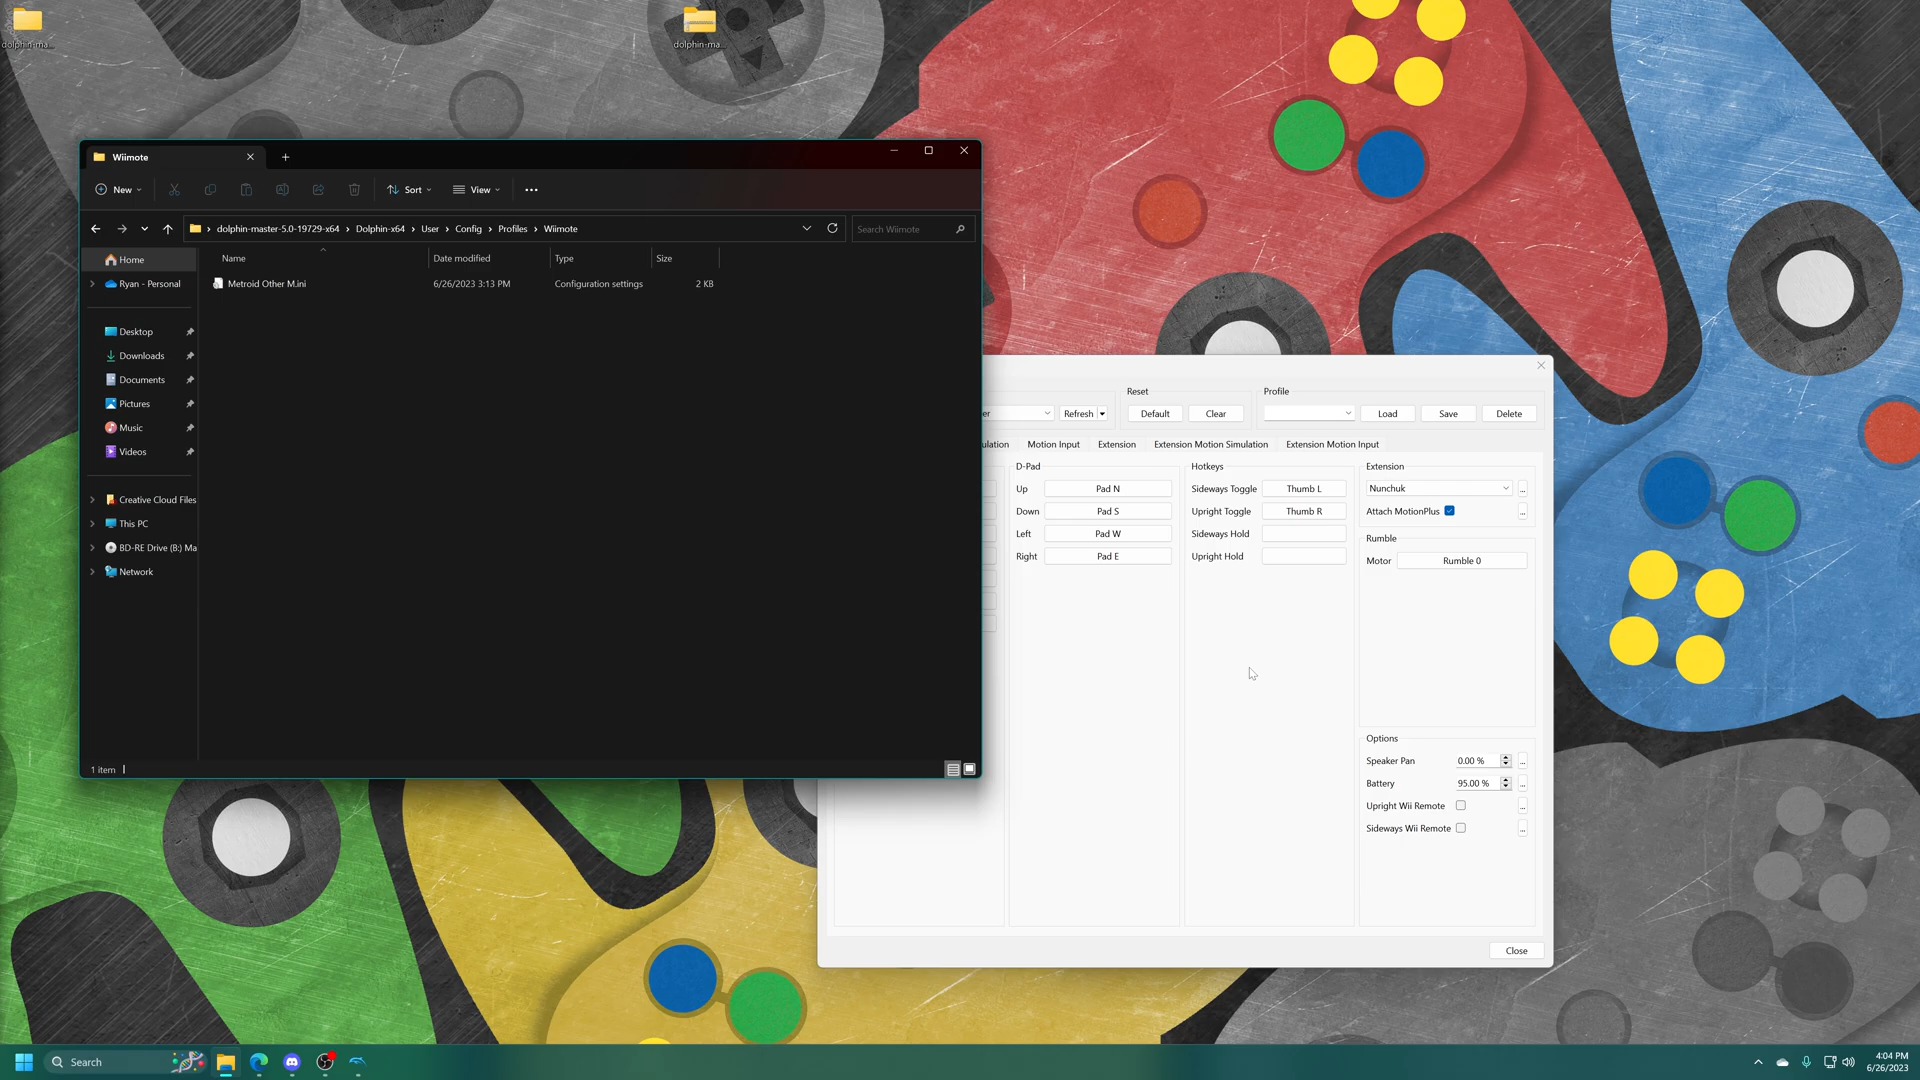 dolphin-ma...
dolphin-ma...
Wiimote
New
Sort
View
dolphin-master-5.0-19729-x64 > Dolphin-x64 > User > Config > Profiles > Wiimote
Search Wiimote
Name
Date modified
Type
Size
Metroid Other M.ini
6/26/2023 3:13 PM
Configuration settings
2 KB
Home
Ryan - Personal
Desktop
Downloads
Documents
Pictures
Music
Videos
Creative Cloud Files
This PC
BD-RE Drive (B:) Ma
Network
1 item
er
Refresh
Reset
Default
Clear
Profile
Load
Save
Delete
ulation
Motion Input
Extension
Extension Motion Simulation
Extension Motion Input
D-Pad
Up
Pad N
Down
Pad S
Left
Pad W
Right
Pad E
Hotkeys
Sideways Toggle
Thumb L
Upright Toggle
Thumb R
Sideways Hold
Upright Hold
Extension
Nunchuk
...
Attach MotionPlus
...
Rumble
Motor
Rumble 0
Options
Speaker Pan
0.00 %
...
Battery
95.00 %
...
Upright Wii Remote
...
Sideways Wii Remote
...
Close
Search
4:04 PM
6/26/2023